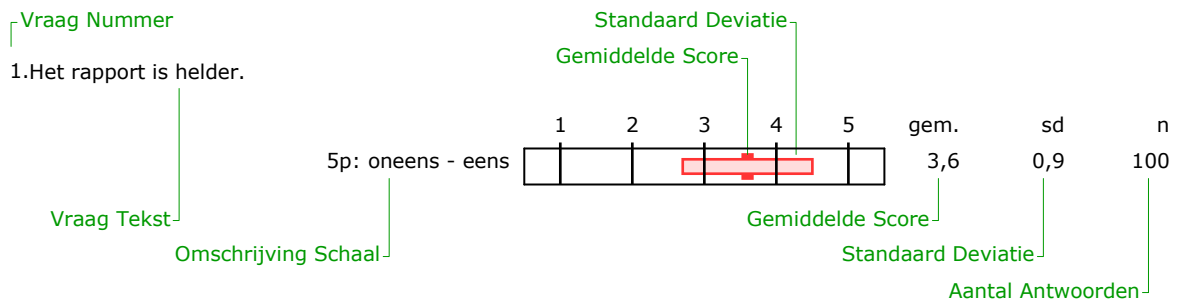 Vraag Nummer
Standaard Deviatie
Gemiddelde Score
1.Het rapport is helder.
1 2 3 4 5 gem. sd n
5p: oneens - eens 3,6 0,9 100
Vraag Tekst
Gemiddelde Score
Omschrijving Schaal
Standaard Deviatie
Aantal Antwoorden